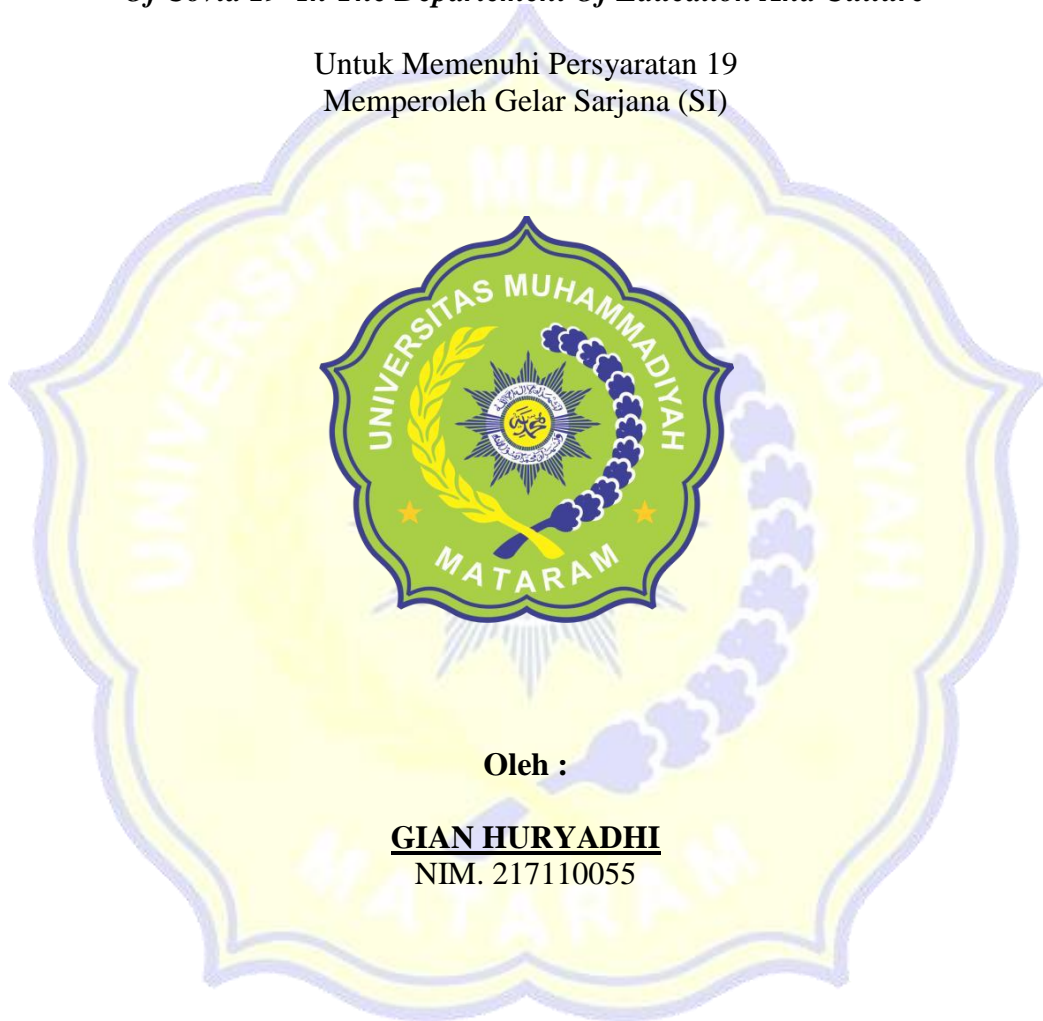 Of Covid 19 In The Departement Of Education And Culture
Untuk Memenuhi Persyaratan 19
Memperoleh Gelar Sarjana (SI)
UNIVERSITAS MUHAMMADIYAH
MATARAM
Oleh :
GIAN HURYADHI
NIM. 217110055